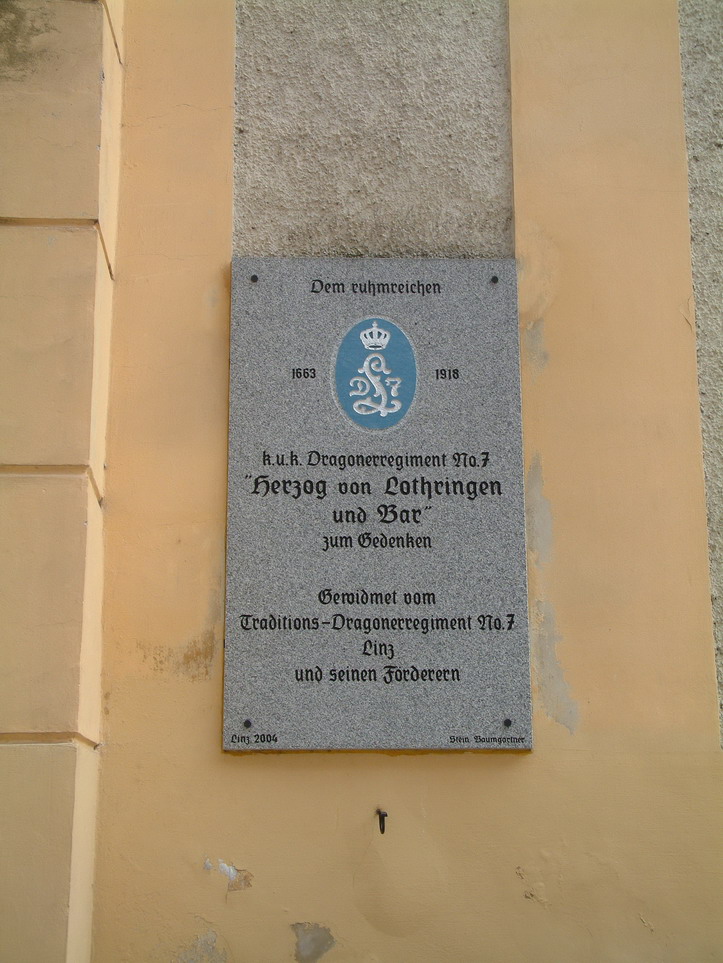 Dem ruhmreichen
1663 1918
D 7
k.u.k. Dragonerregiment No.7
"Herzog von Lothringen
und Bar"
zum Gedenken
Gewidmet vom
Traditions-Dragonerregiment No.7
Linz
und seinen Förderern
Linz 2004 Stein Baumgartner